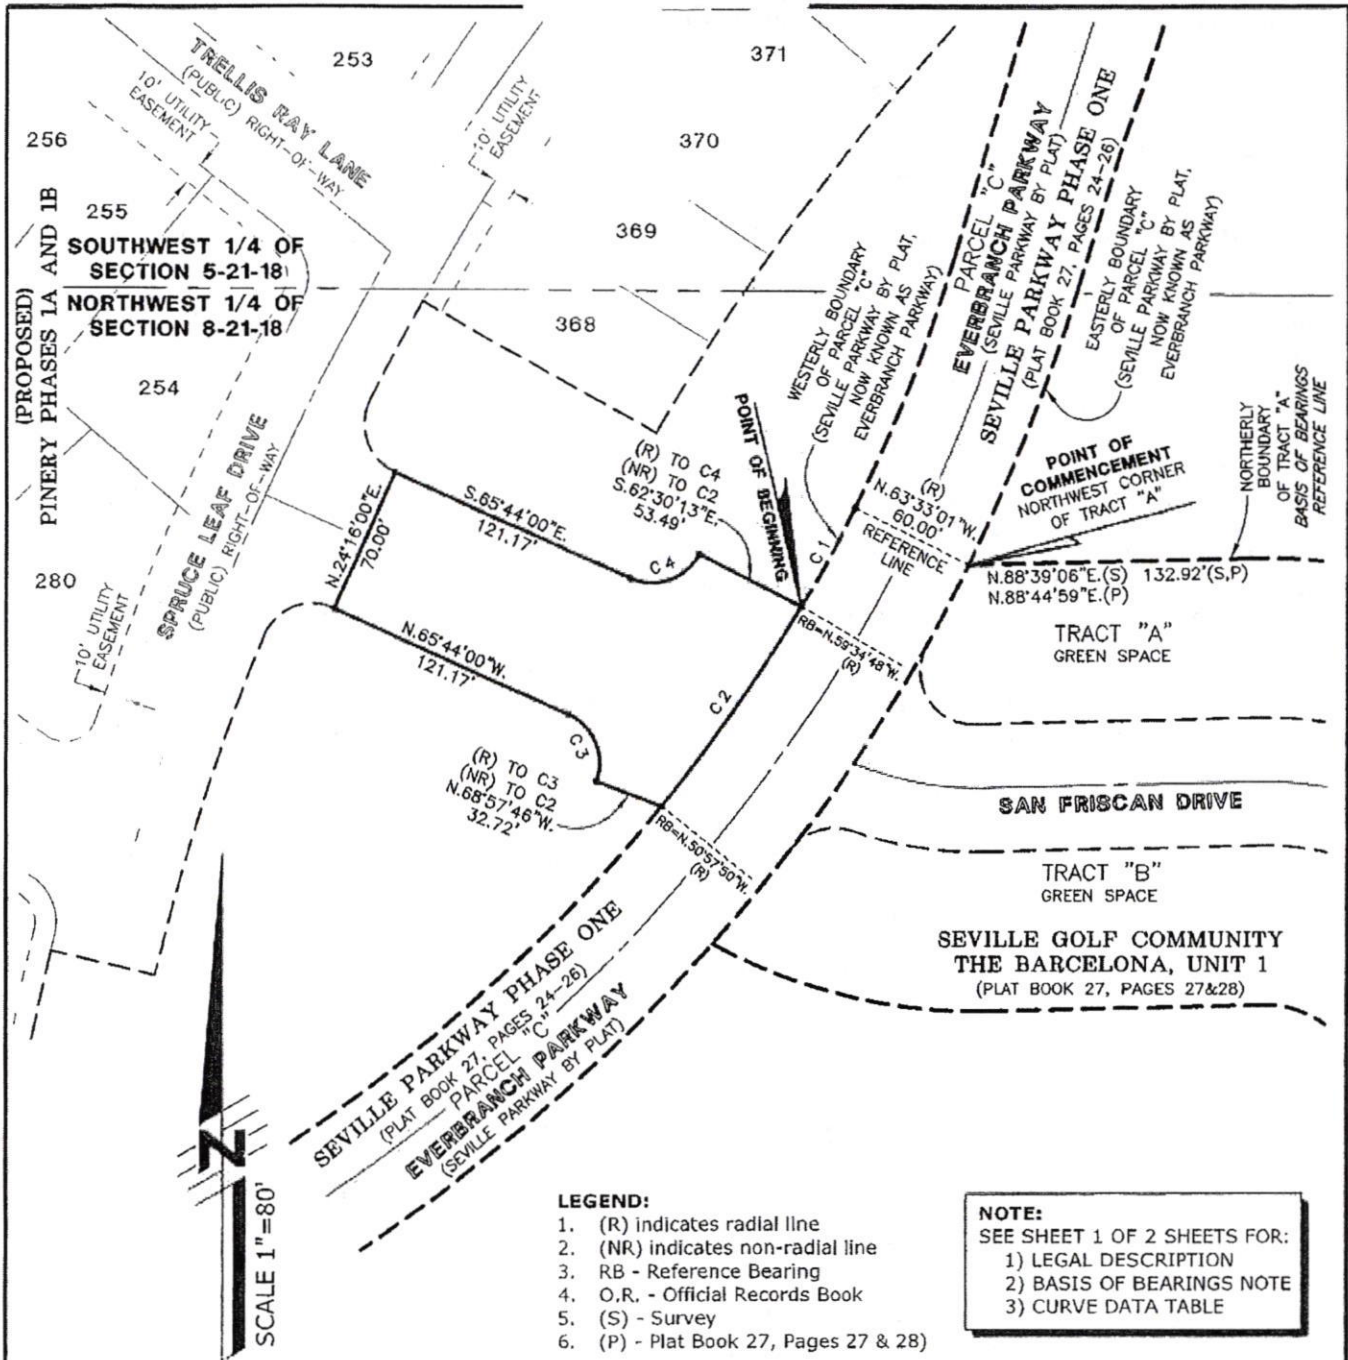 253
371
TRELLIS RAY LANE
(PUBLIC) RIGHT-OF-WAY
10' UTILITY
EASEMENT
10' UTILITY
EASEMENT
256
370
255
369
SOUTHWEST 1/4 OF
SECTION 5-21-18
NORTHWEST 1/4 OF
SECTION 8-21-18
368
254
280
(PROPOSED)
PINERY PHASES 1A AND 1B
SPRUCE LEAF DRIVE
(PUBLIC) RIGHT-OF-WAY
10' UTILITY
EASEMENT
WESTERLY BOUNDARY
OF PARCEL "C"
(SEVILLE PARKWAY BY PLAT,
NOW KNOWN AS
EVERBRANCH PARKWAY)
PARCEL "C"
EVERBRANCH PARKWAY
(SEVILLE PARKWAY BY PLAT)
SEVILLE PARKWAY PHASE ONE
(PLAT BOOK 27, PAGES 24-26)
EASTERLY BOUNDARY
OF PARCEL "C"
(SEVILLE PARKWAY BY PLAT,
NOW KNOWN AS
EVERBRANCH PARKWAY)
POINT OF BEGINNING
(R) TO C4
(NR) TO C2
S.62°30'13"E.
53.49'
S.65°44'00"E.
121.17'
N.24°16'00"E.
70.00'
C 4
C 1
(R)
N.63°33'01"W.
60.00'
REFERENCE
LINE
POINT OF
COMMENCEMENT
NORTHWEST CORNER
OF TRACT "A"
NORTHERLY
BOUNDARY
OF TRACT "A"
BASIS OF BEARINGS
REFERENCE LINE
N.88°39'06"E.(S) 132.92'(S,P)
N.88°44'59"E.(P)
TRACT "A"
GREEN SPACE
RB=N.59°34'48"W.
(R)
N.65°44'00"W.
121.17'
C 2
C 3
(R) TO C3
(NR) TO C2
N.68°57'46"W.
32.72'
RB=N.50°57'50"W.
(R)
SAN FRISCAN DRIVE
TRACT "B"
GREEN SPACE
SEVILLE GOLF COMMUNITY
THE BARCELONA, UNIT 1
(PLAT BOOK 27, PAGES 27&28)
SEVILLE PARKWAY PHASE ONE
(PLAT BOOK 27, PAGES 24-26)
PARCEL "C"
EVERBRANCH PARKWAY
(SEVILLE PARKWAY BY PLAT)
N
SCALE 1"=80'
LEGEND:
1. (R) indicates radial line
2. (NR) indicates non-radial line
3. RB - Reference Bearing
4. O.R. - Official Records Book
5. (S) - Survey
6. (P) - Plat Book 27, Pages 27 & 28)
NOTE:
SEE SHEET 1 OF 2 SHEETS FOR:
1) LEGAL DESCRIPTION
2) BASIS OF BEARINGS NOTE
3) CURVE DATA TABLE